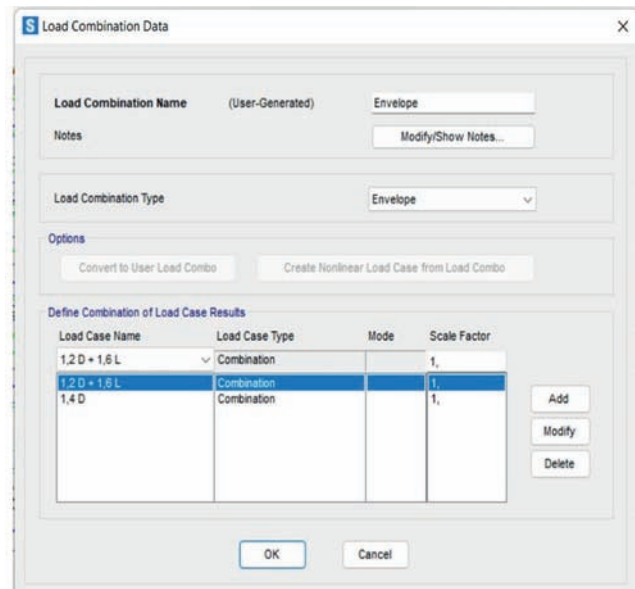 S Load Combination Data X
Load Combination Name (User-Generated) Envelope
Notes Modify/Show Notes...
Load Combination Type Envelope
Options
Convert to User Load Combo Create Nonlinear Load Case from Load Combo
Define Combination of Load Case Results
Load Case Name Load Case Type Mode Scale Factor
1,2 D + 1,6 L Combination 1,
1,2 D + 1,6 L Combination 1,
1,4 D Combination 1,
Add
Modify
Delete
OK Cancel